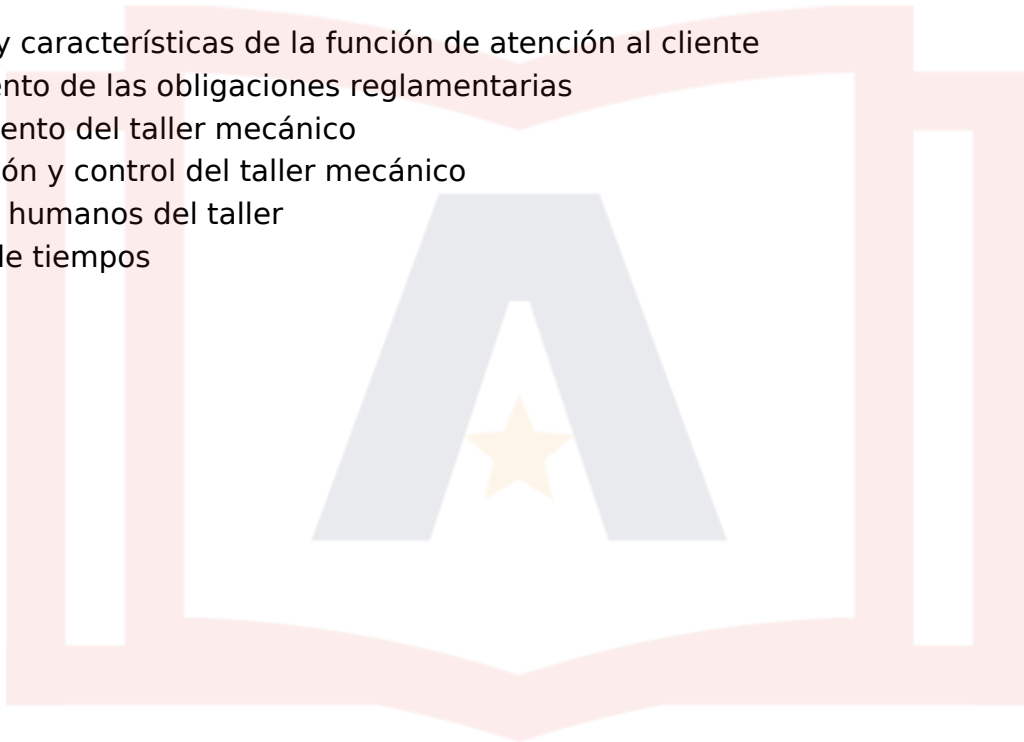 y características de la función de atención al cliente
ento de las obligaciones reglamentarias
ento del taller mecánico
ón y control del taller mecánico
humanos del taller
de tiempos